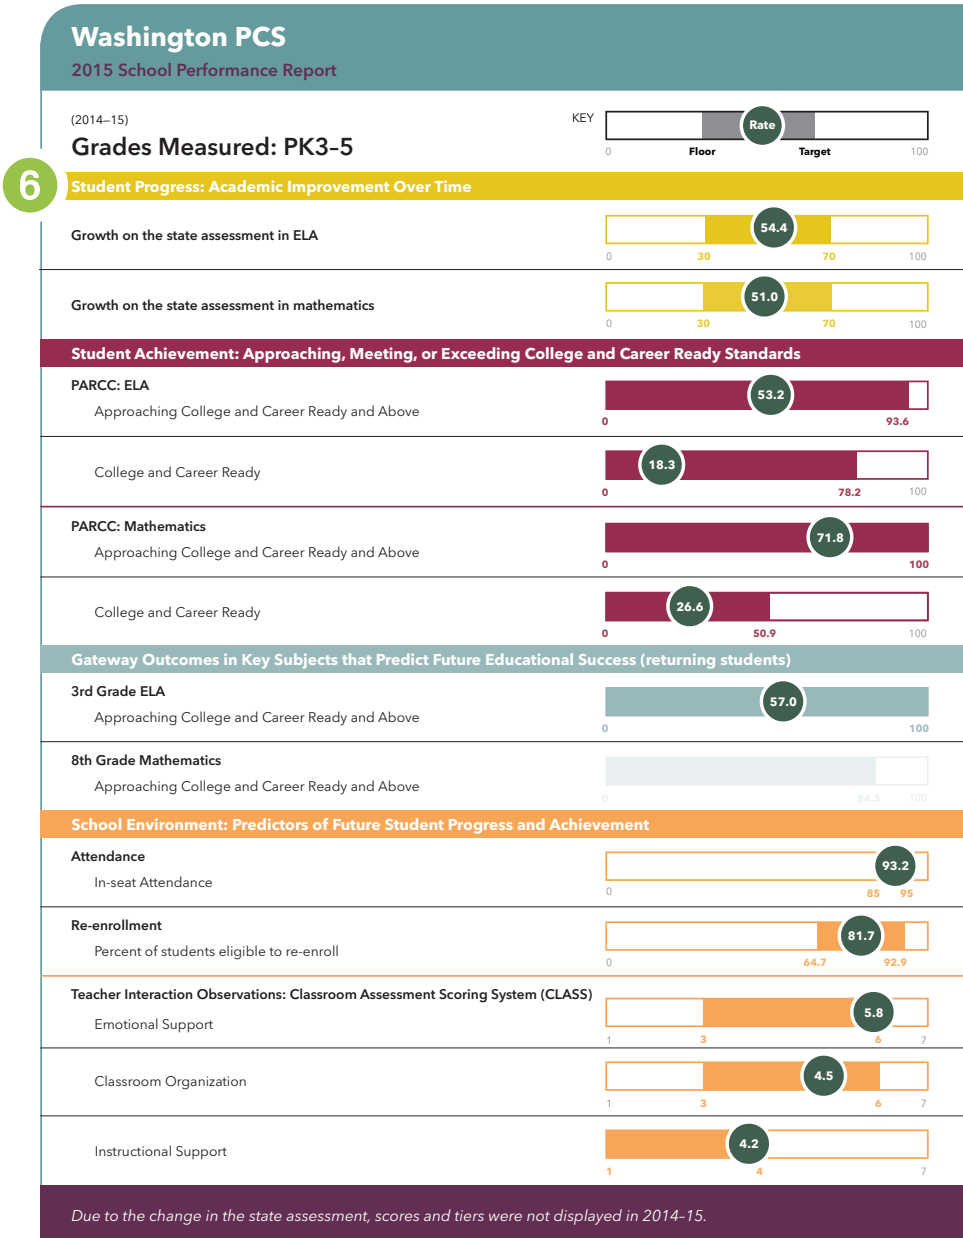 Washington PCS
2015 School Performance Report
(2014–15)
Grades Measured: PK3–5
KEY
Rate
0 Floor Target 100
6
Student Progress: Academic Improvement Over Time
Growth on the state assessment in ELA
54.4
0 30 70 100
Growth on the state assessment in mathematics
51.0
0 30 70 100
Student Achievement: Approaching, Meeting, or Exceeding College and Career Ready Standards
PARCC: ELA
Approaching College and Career Ready and Above
53.2
0 93.6
College and Career Ready
18.3
0 78.2 100
PARCC: Mathematics
Approaching College and Career Ready and Above
71.8
0 100
College and Career Ready
26.6
0 50.9 100
Gateway Outcomes in Key Subjects that Predict Future Educational Success (returning students)
3rd Grade ELA
Approaching College and Career Ready and Above
57.0
0 100
8th Grade Mathematics
Approaching College and Career Ready and Above
0 84.3 100
School Environment: Predictors of Future Student Progress and Achievement
Attendance
In-seat Attendance
93.2
0 85 95
Re-enrollment
Percent of students eligible to re-enroll
81.7
0 64.7 92.9
Teacher Interaction Observations: Classroom Assessment Scoring System (CLASS)
Emotional Support
5.8
1 3 6 7
Classroom Organization
4.5
1 3 6 7
Instructional Support
4.2
1 4 7
Due to the change in the state assessment, scores and tiers were not displayed in 2014–15.